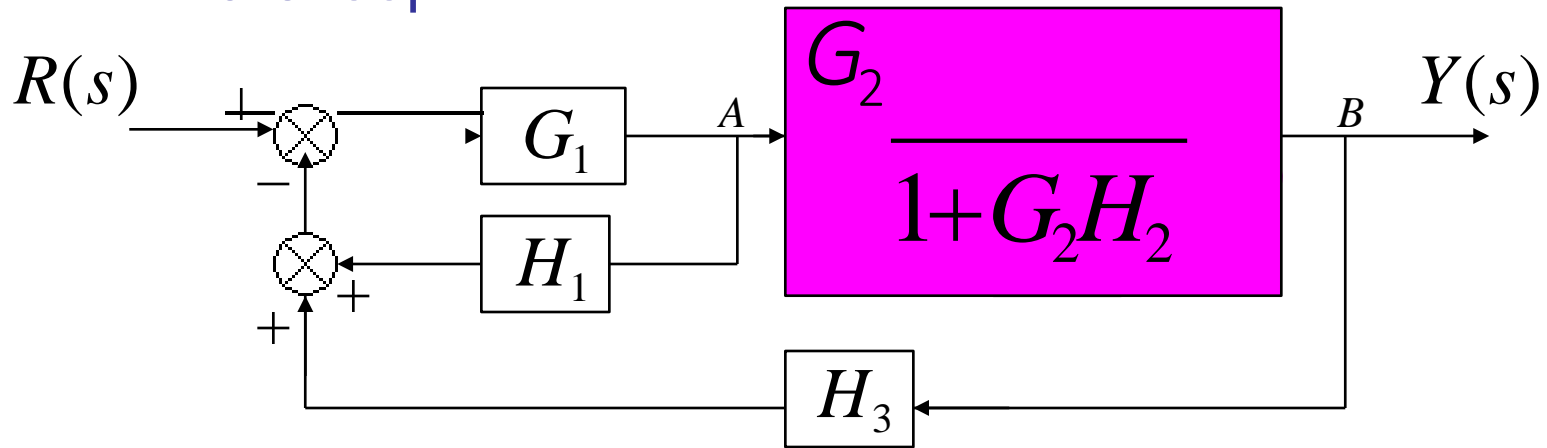 R(s)
+
−
G₁
A
G₂
1+G₂H₂
B
Y(s)
H₁
+
+
H₃